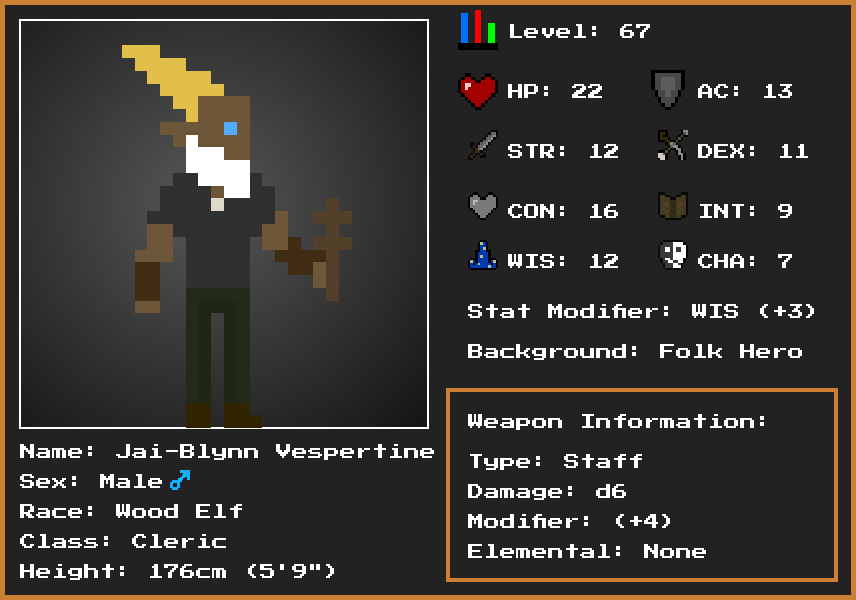 Level: 67
HP: 22 AC: 13
STR: 12 DEX: 11
CON: 16 INT: 9
WIS: 12 CHA: 7
Stat Modifier: WIS (+3)
Background: Folk Hero
Weapon Information:
Type: Staff
Damage: d6
Modifier: (+4)
Elemental: None
Name: Jai-Blynn Vespertine
Sex: Male ♂
Race: Wood Elf
Class: Cleric
Height: 176cm (5'9")